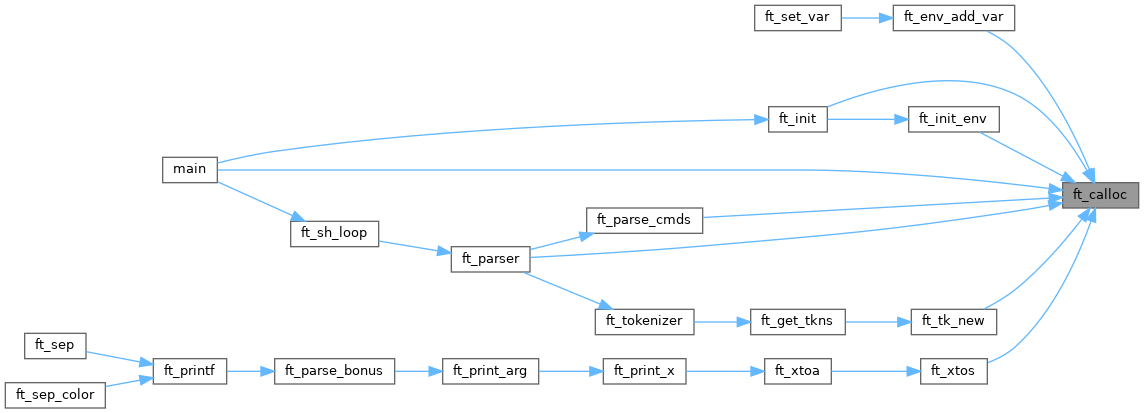 ft_set_var
ft_env_add_var
ft_init
ft_init_env
main
ft_calloc
ft_parse_cmds
ft_sh_loop
ft_parser
ft_tokenizer
ft_get_tkns
ft_tk_new
ft_sep
ft_printf
ft_parse_bonus
ft_print_arg
ft_print_x
ft_xtoa
ft_xtos
ft_sep_color